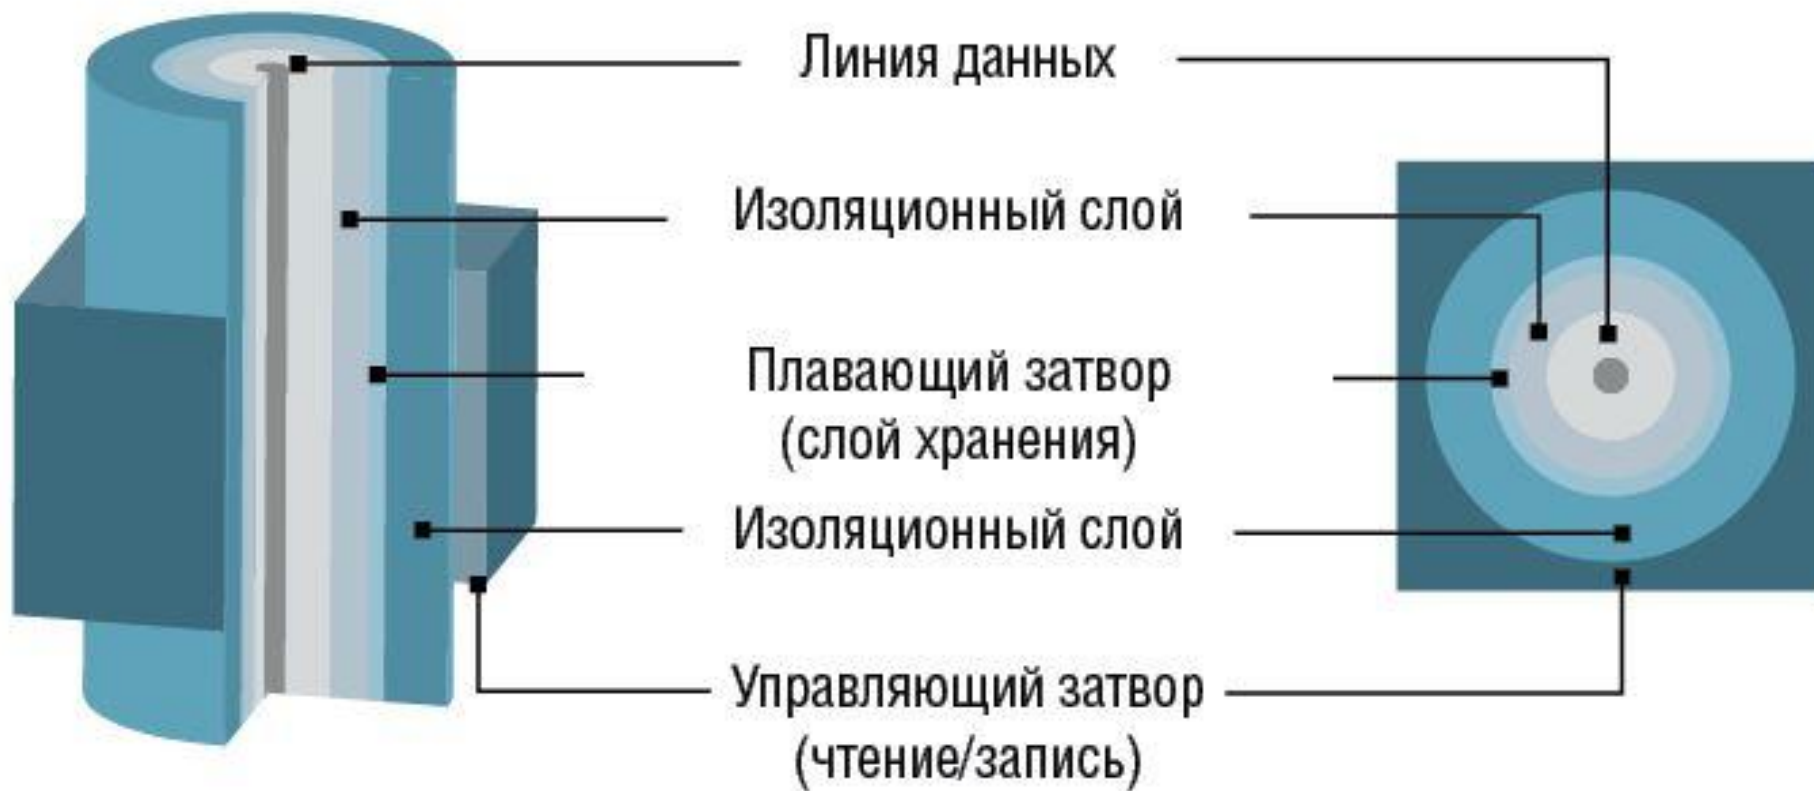 Линия данных
Изоляционный слой
Плавающий затвор
(слой хранения)
Изоляционный слой
Управляющий затвор
(чтение/запись)